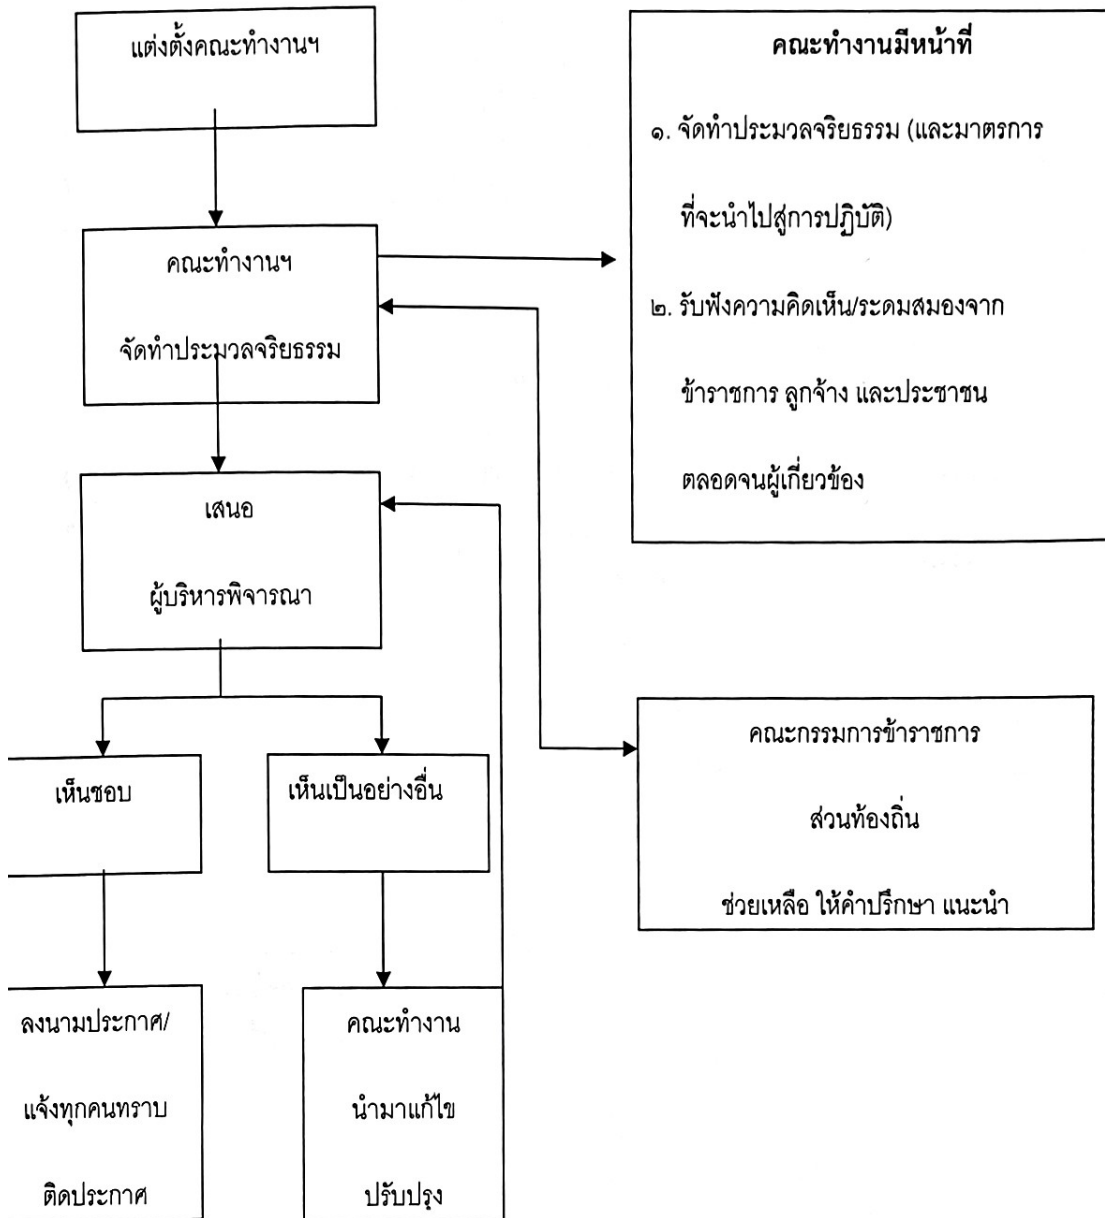 แต่งตั้งคณะทำงานฯ
คณะทำงานมีหน้าที่
๑. จัดทำประมวลจริยธรรม (และมาตรการ
ที่จะนำไปสู่การปฏิบัติ)
๒. รับฟังความคิดเห็น/ระดมสมองจาก
ข้าราชการ ลูกจ้าง และประชาชน
ตลอดจนผู้เกี่ยวข้อง
คณะทำงานฯ
จัดทำประมวลจริยธรรม
เสนอ
ผู้บริหารพิจารณา
คณะกรรมการข้าราชการ
ส่วนท้องถิ่น
ช่วยเหลือ ให้คำปรึกษา แนะนำ
เห็นชอบ
เห็นเป็นอย่างอื่น
ลงนามประกาศ/
แจ้งทุกคนทราบ
ติดประกาศ
คณะทำงาน
นำมาแก้ไข
ปรับปรุง